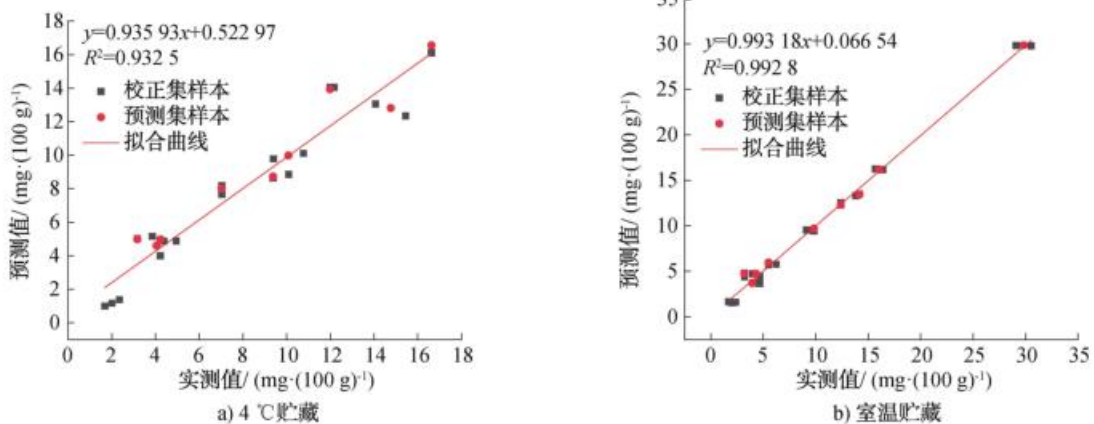 18
16
14
12
10
8
6
4
2
0
y=0.935 93x+0.522 97
R²=0.932 5
校正集样本
预测集样本
拟合曲线
预测值/ (mg·(100 g)⁻¹)
0 2 4 6 8 10 12 14 16 18
实测值/ (mg·(100 g)⁻¹)
a) 4 ℃贮藏
35
30
25
20
15
10
5
0
y=0.993 18x+0.066 54
R²=0.992 8
校正集样本
预测集样本
拟合曲线
预测值/ (mg·(100 g)⁻¹)
0 5 10 15 20 25 30 35
实测值/ (mg·(100 g)⁻¹)
b) 室温贮藏